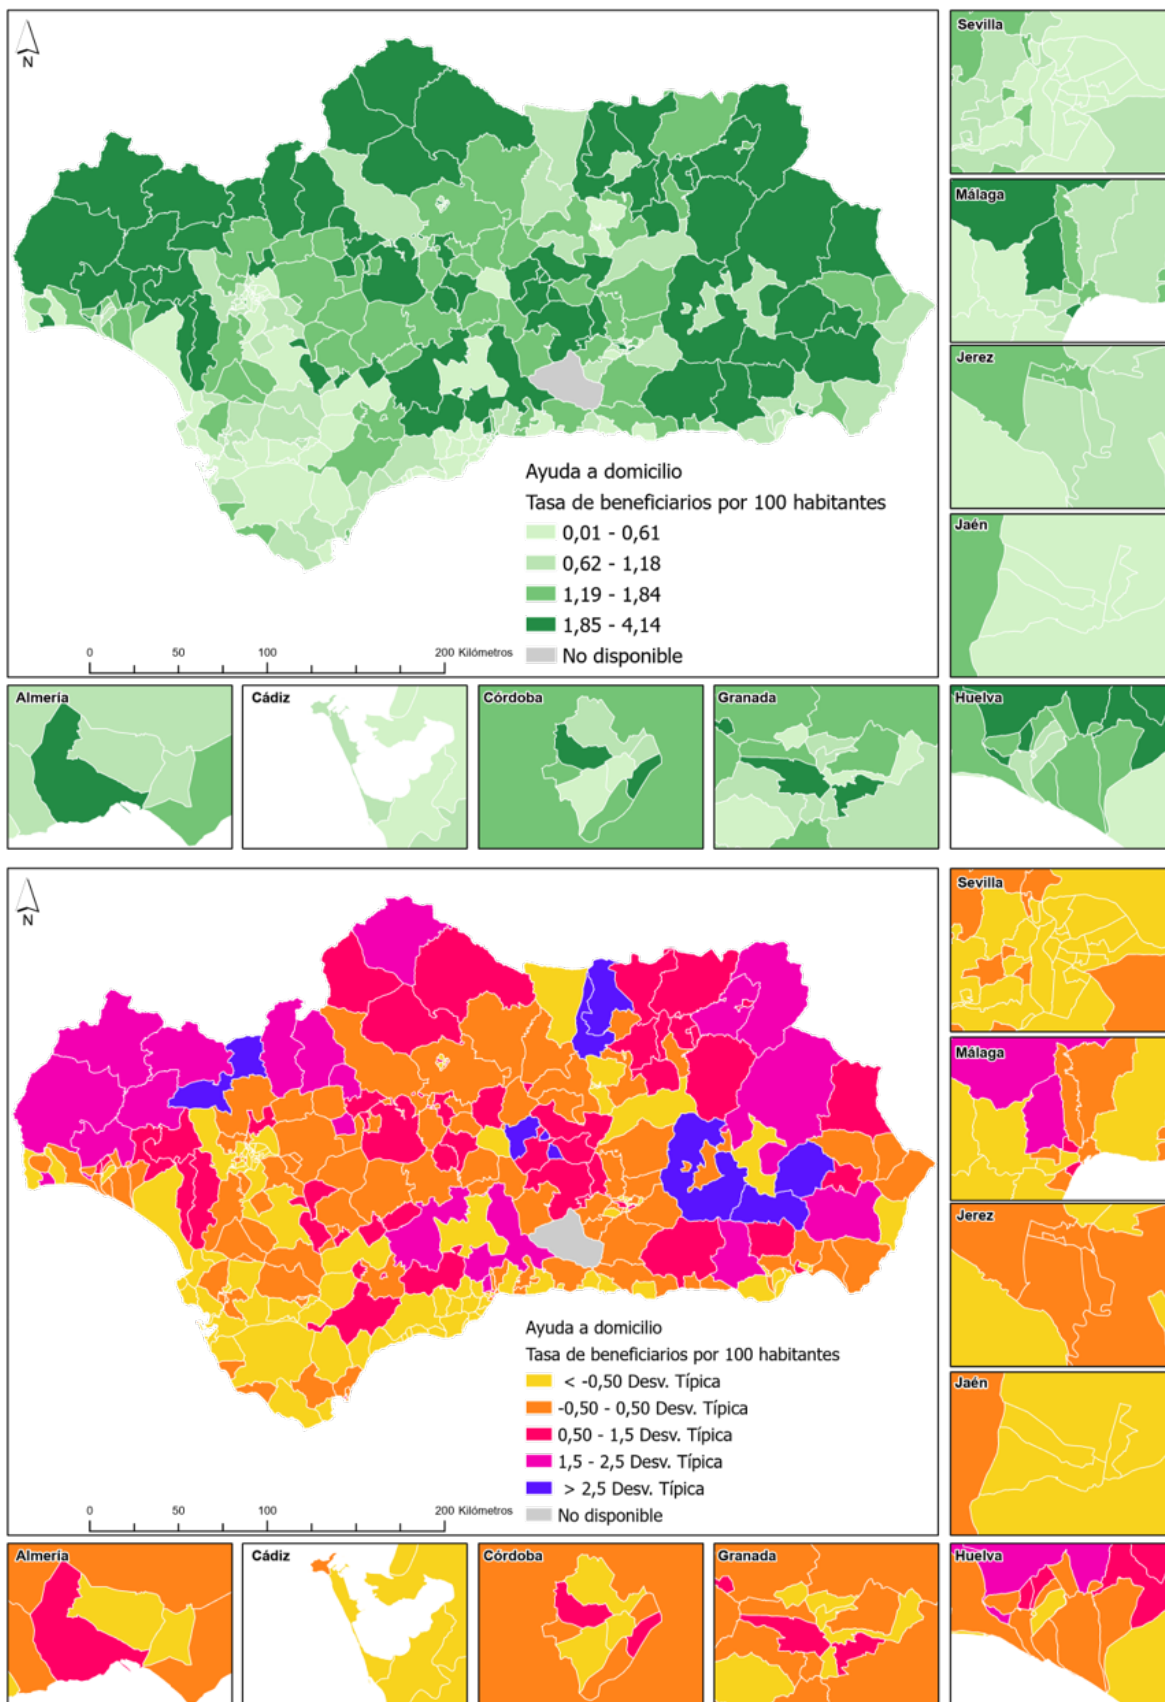 N
Sevilla
Málaga
Jerez
Jaén
Ayuda a domicilio
Tasa de beneficiarios por 100 habitantes
0,01 - 0,61
0,62 - 1,18
1,19 - 1,84
1,85 - 4,14
No disponible
0 50 100 200 Kilómetros
Almería
Cádiz
Córdoba
Granada
Huelva
N
Sevilla
Málaga
Jerez
Jaén
Ayuda a domicilio
Tasa de beneficiarios por 100 habitantes
< -0,50 Desv. Típica
-0,50 - 0,50 Desv. Típica
0,50 - 1,5 Desv. Típica
1,5 - 2,5 Desv. Típica
> 2,5 Desv. Típica
No disponible
0 50 100 200 Kilómetros
Almería
Cádiz
Córdoba
Granada
Huelva